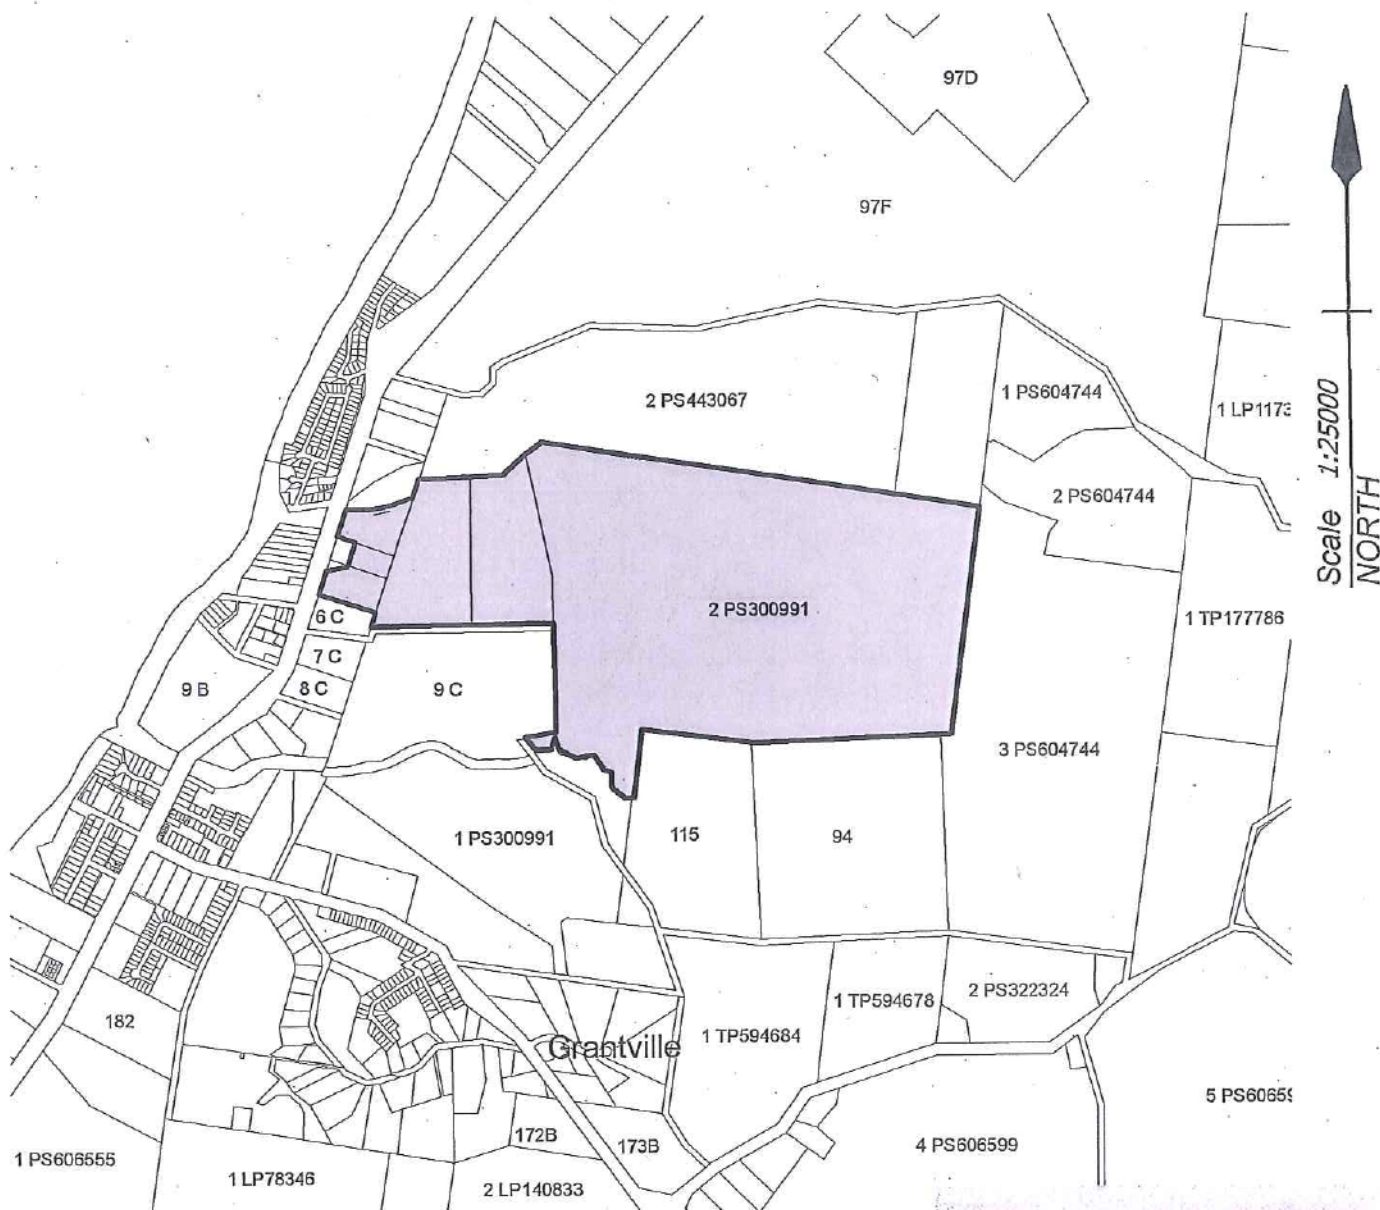 97D
97F
Scale 1:25000
NORTH
2 PS443067
1 PS604744
1 LP1173
2 PS604744
2 PS300991
1 TP177786
6 C
7 C
8 C
9 C
9 B
3 PS604744
1 PS300991
115
94
1 TP594678
2 PS322324
182
1 TP594684
Grantville
5 PS60659
172B
173B
4 PS606599
1 PS606555
1 LP78346
2 LP140833